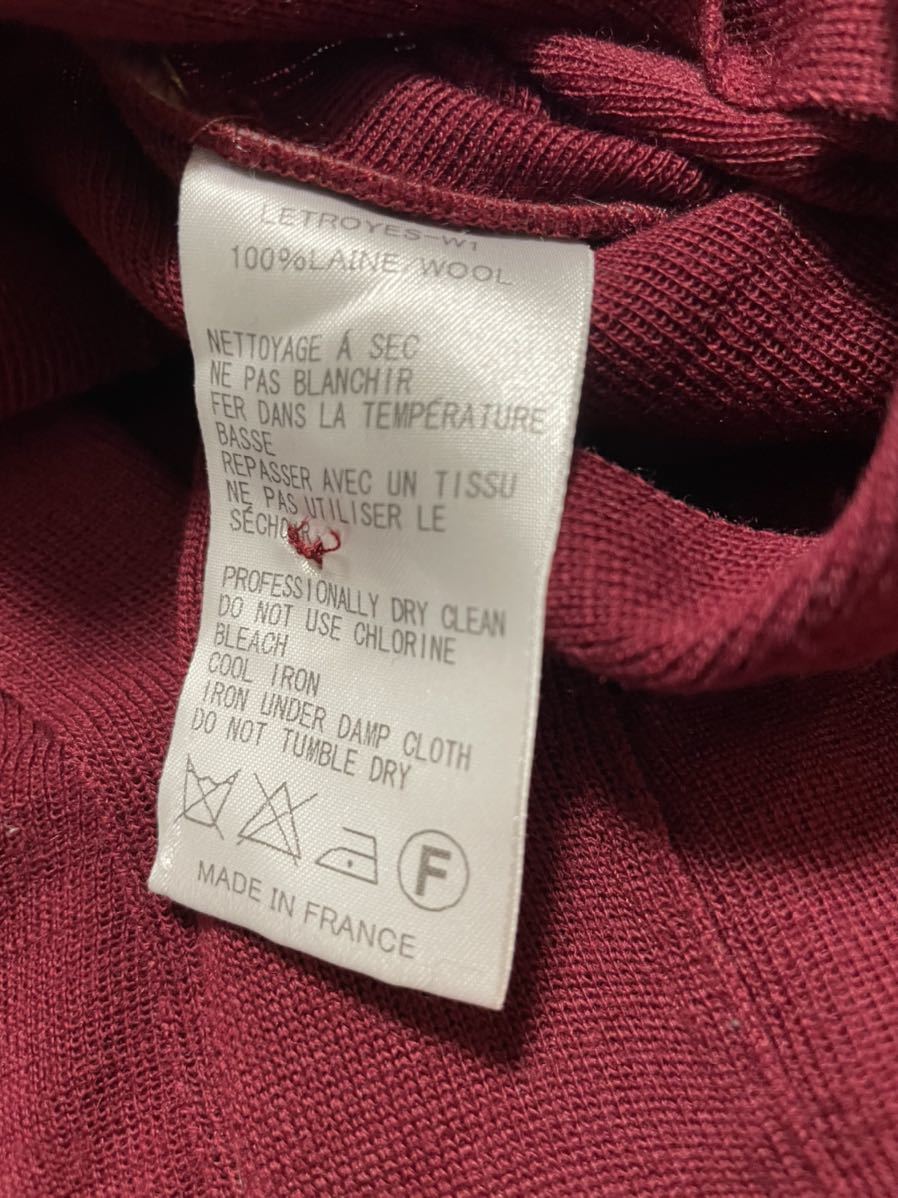 LETROYES-W1
100%LAINE WOOL
NETTOYAGE Á SEC
NE PAS BLANCHIR
FER DANS LA TEMPÉRATURE
BASSE
REPASSER AVEC UN TISSU
NE PAS UTILISER LE
SÉCHOIR
PROFESSIONALLY DRY CLEAN
DO NOT USE CHLORINE
BLEACH
COOL IRON
IRON UNDER DAMP CLOTH
DO NOT TUMBLE DRY
F
MADE IN FRANCE